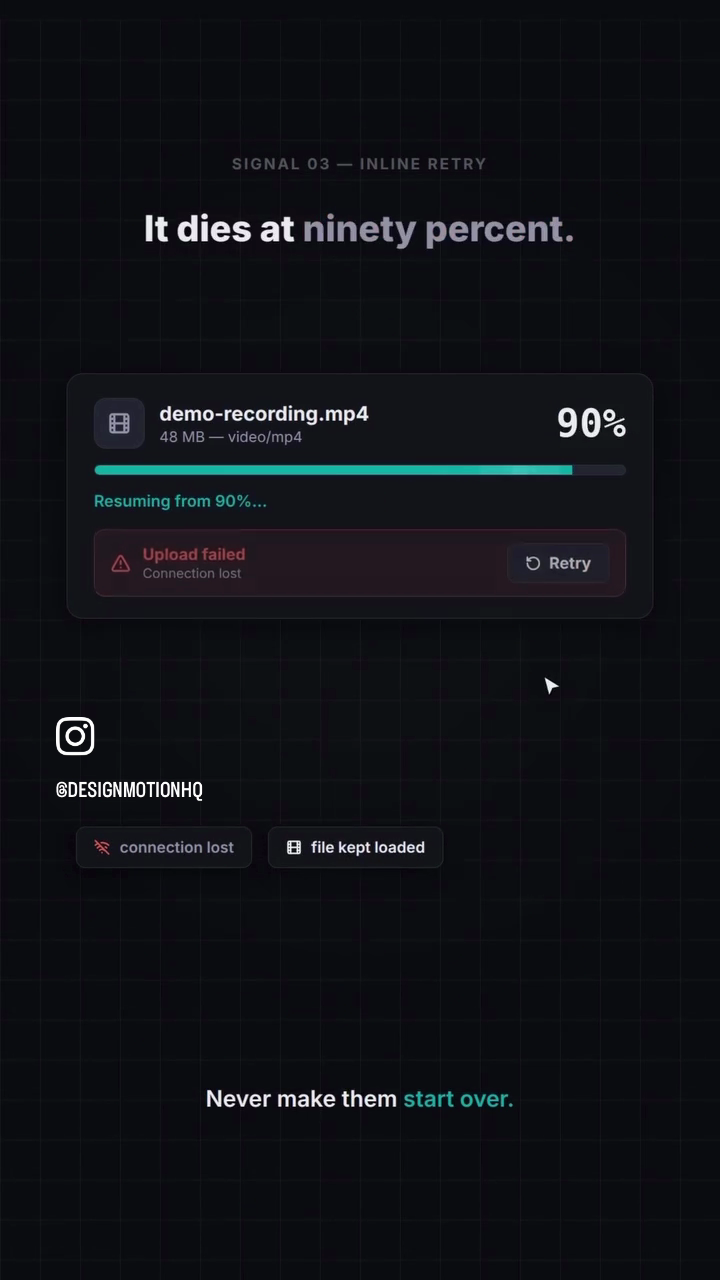 SIGNAL 03 — INLINE RETRY
It dies at ninety percent.
demo-recording.mp4
48 MB — video/mp4
90%
Resuming from 90%...
Upload failed
Connection lost
Retry
@DESIGNMOTIONHQ
connection lost
file kept loaded
Never make them start over.